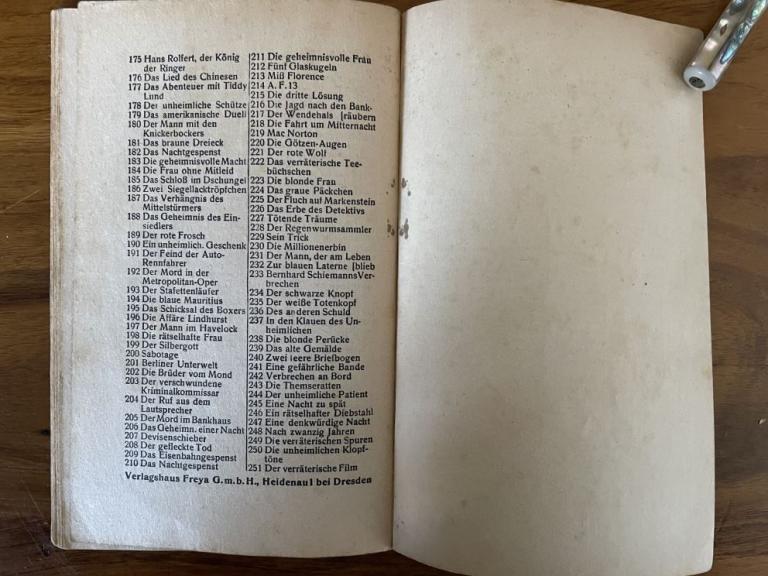 175 Hans Rolfert, der König
der Ringer
176 Das Lied des Chinesen
177 Das Abenteuer mit Tiddy
Lund
178 Der unheimliche Schütze
179 Das amerikanische Duell
180 Der Mann mit den
Knickerbockers
181 Das braune Dreieck
182 Das Nachtgespenst
183 Die geheimnisvolle Macht
184 Die Frau ohne Mitleid
185 Das Schloß im Dschungel
186 Zwei Siegellacktröpfchen
187 Das Verhängnis des
Mittelstürmers
188 Das Geheimnis des Ein-
siedlers
189 Der rote Frosch
190 Ein unheimlich. Geschenk
191 Der Feind der Auto-
Rennfahrer
192 Der Mord in der
Metropolitan-Oper
193 Der Stafettenläufer
194 Die blaue Mauritius
195 Das Schicksal des Boxers
196 Die Affäre Lindhurst
197 Der Mann im Havelock
198 Die rätselhafte Frau
199 Der Silbergott
200 Sabotage
201 Berliner Unterwelt
202 Die Brüder vom Mond
203 Der verschwundene
Kriminalkommissar
204 Der Ruf aus dem
Lautsprecher
205 Der Mord im Bankhaus
206 Das Geheimn. einer Nacht
207 Devisenschieber
208 Der gefleckte Tod
209 Das Eisenbahngespenst
210 Das Nachtgespenst
211 Die geheimnisvolle Frau
212 Fünf Glaskugeln
213 Miß Florence
214 A. F. 13
215 Die dritte Lösung
216 Die Jagd nach den Bank-
217 Der Wendehals [räubern
218 Die Fahrt um Mitternacht
219 Mac Norton
220 Die Götzen-Augen
221 Der rote Wolf
222 Das verräterische Tee-
büchschen
223 Die blonde Frau
224 Das graue Päckchen
225 Der Fluch auf Markenstein
226 Das Erbe des Detektivs
227 Tötende Träume
228 Der Regenwurmsammler
229 Sein Trick
230 Die Millionenerbin
231 Der Mann, der am Leben
232 Zur blauen Laterne [blieb
233 Bernhard Schiemanns Ver-
brechen
234 Der schwarze Knopf
235 Der weiße Totenkopf
236 Des anderen Schuld
237 In den Klauen des Un-
heimlichen
238 Die blonde Perücke
239 Das alte Gemälde
240 Zwei leere Briefbogen
241 Eine gefährliche Bande
242 Verbrechen an Bord
243 Die Themseratten
244 Der unheimliche Patient
245 Eine Nacht zu spät
246 Ein rätselhafter Diebstahl
247 Eine denkwürdige Nacht
248 Nach zwanzig Jahren
249 Die verräterischen Spuren
250 Die unheimlichen Klopf-
töne
251 Der verräterische Film
Verlagshaus Freya G.m.b.H., Heidenau 1 bei Dresden